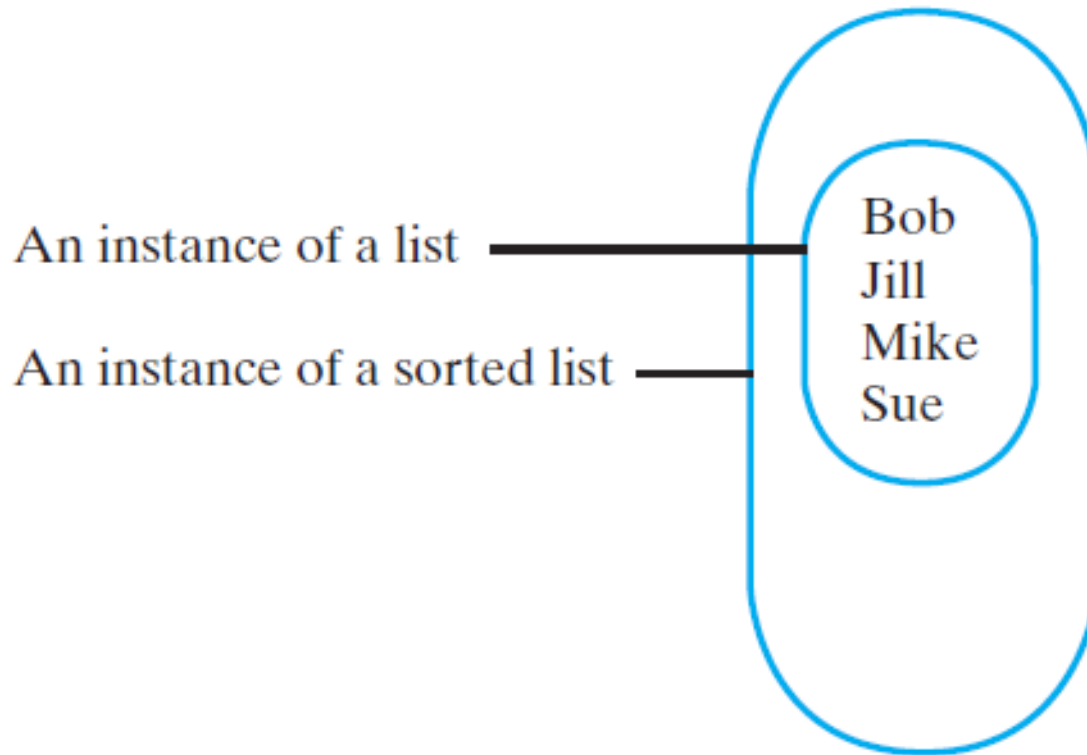 An instance of a list
An instance of a sorted list
Bob
Jill
Mike
Sue